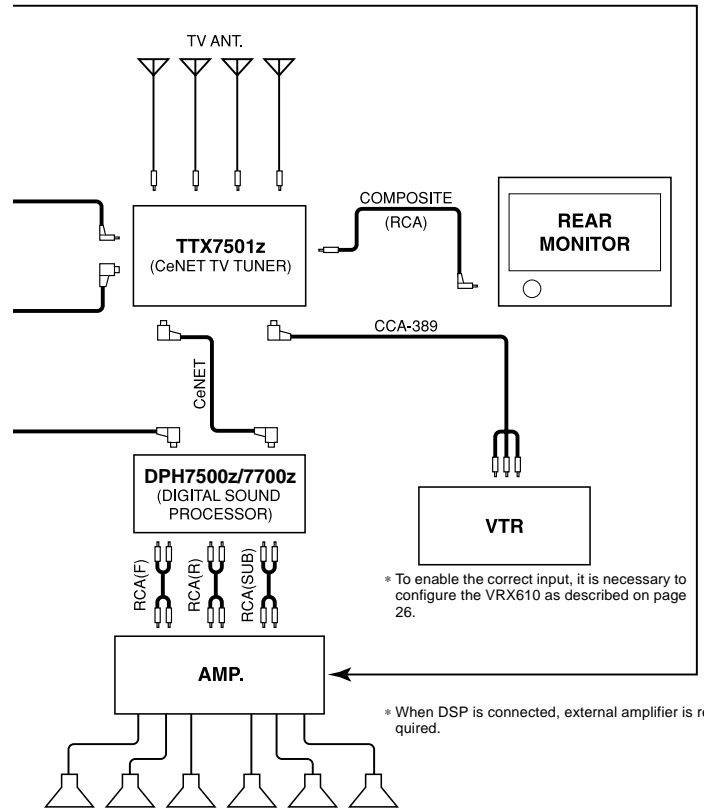 TV ANT.
COMPOSITE
(RCA)
REAR
MONITOR
TTX7501z
(CeNET TV TUNER)
CCA-389
CeNET
DPH7500z/7700z
(DIGITAL SOUND
PROCESSOR)
VTR
RCA(F)
RCA(R)
RCA(SUB)
* To enable the correct input, it is necessary to
configure the VRX610 as described on page
26.
AMP.
* When DSP is connected, external amplifier is re
quired.